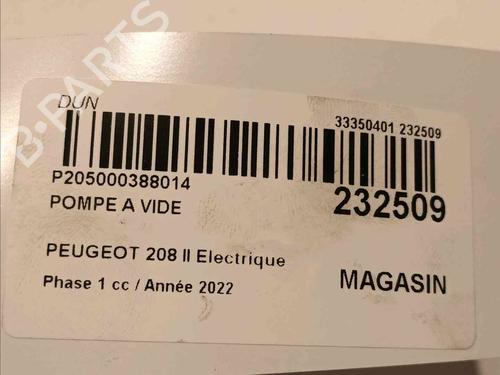 DUN
33350401 232509
P205000388014
232509
POMPE A VIDE
PEUGEOT 208 II Electrique
Phase 1 cc / Année 2022
MAGASIN
B-PARTS